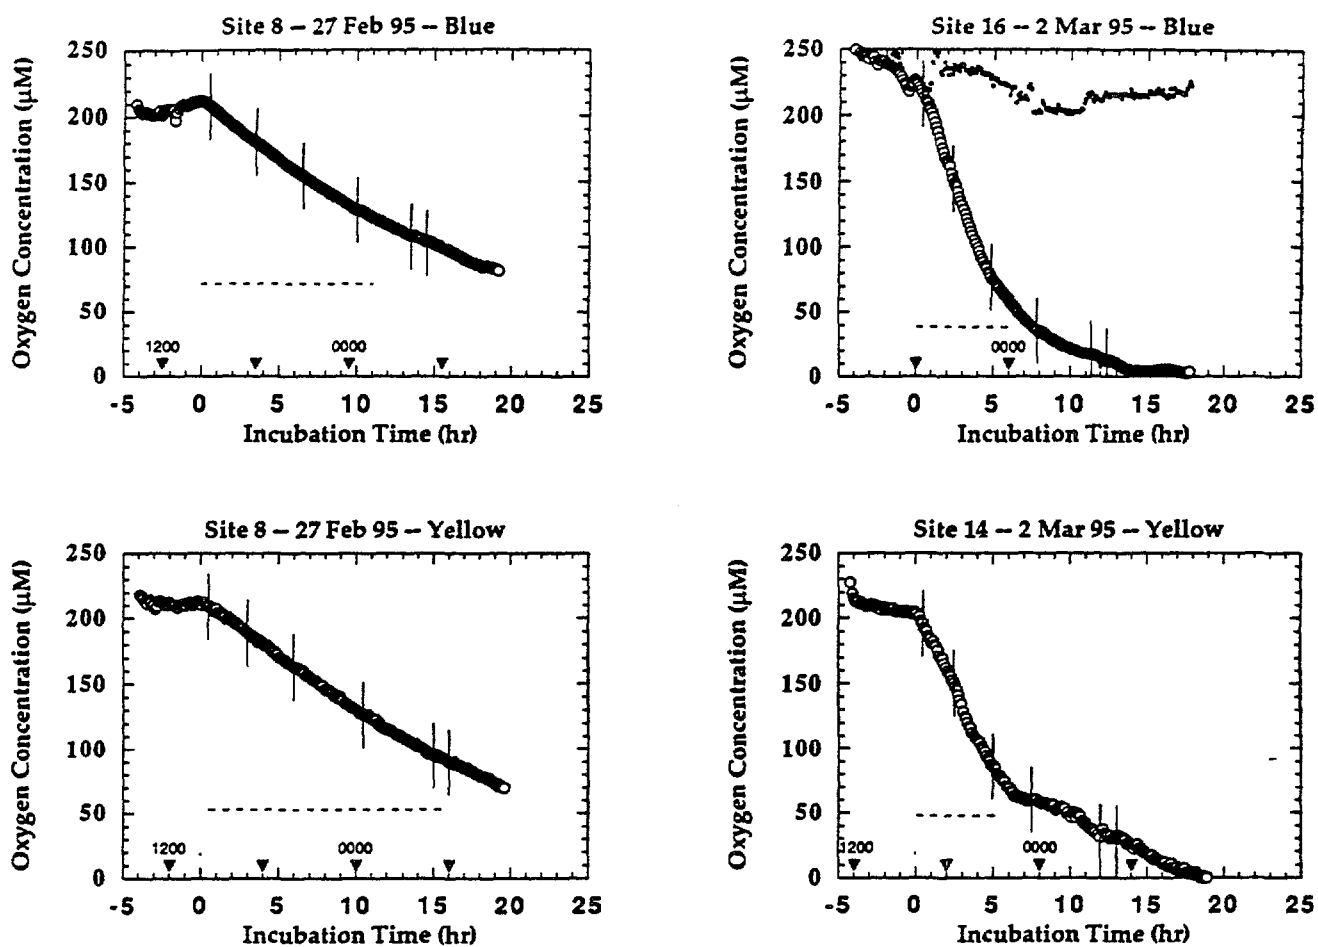 Site 8 – 27 Feb 95 – Blue
Oxygen Concentration (μM)
250
200
150
100
50
0
1200
0000
-5 0 5 10 15 20 25
Incubation Time (hr)
Site 16 – 2 Mar 95 – Blue
Oxygen Concentration (μM)
250
200
150
100
50
0
0000
-5 0 5 10 15 20 25
Incubation Time (hr)
Site 8 – 27 Feb 95 – Yellow
Oxygen Concentration (μM)
250
200
150
100
50
0
1200
0000
-5 0 5 10 15 20 25
Incubation Time (hr)
Site 14 – 2 Mar 95 – Yellow
Oxygen Concentration (μM)
250
200
150
100
50
0
1200
0000
-5 0 5 10 15 20 25
Incubation Time (hr)